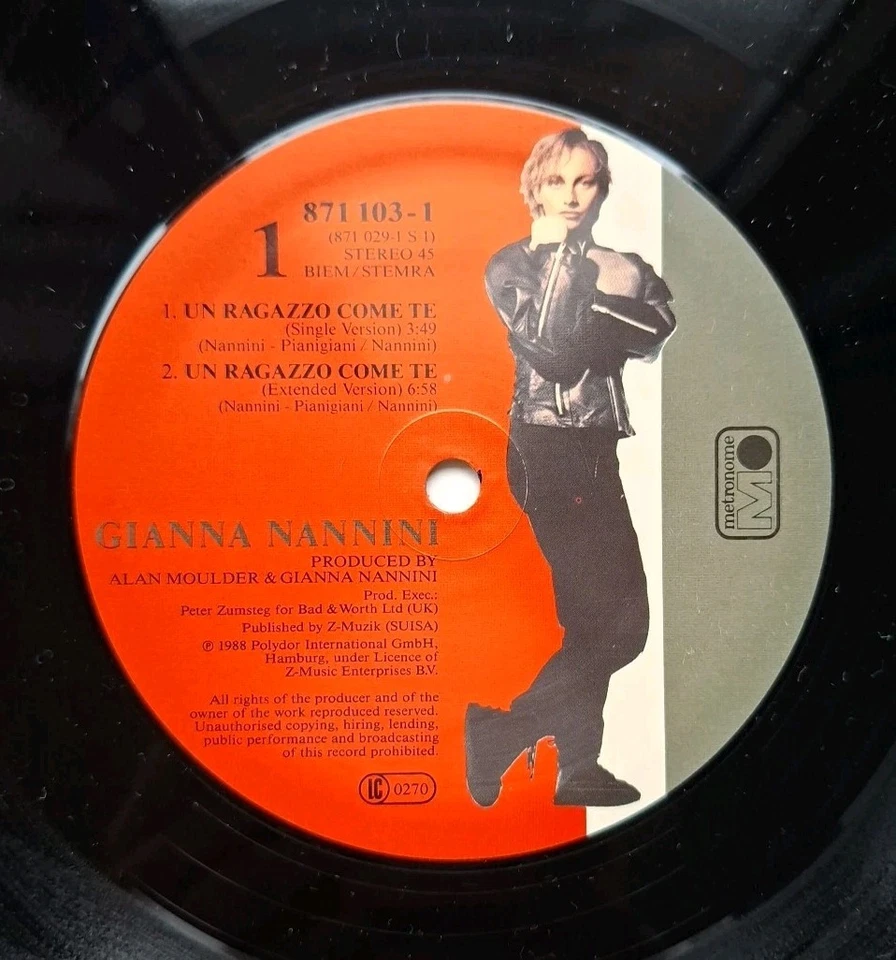 871 103-1
1
(871 029-1 S 1)
STEREO 45
BIEM/STEMRA
1. UN RAGAZZO COME TE
(Single Version) 3:49
(Nannini - Pianigiani / Nannini)
2. UN RAGAZZO COME TE
(Extended Version) 6:58
(Nannini - Pianigiani / Nannini)
GIANNA NANNINI
PRODUCED BY
ALAN MOULDER & GIANNA NANNINI
Prod. Exec.:
Peter Zumsteg for Bad & Worth Ltd (UK)
Published by Z-Muzik (SUISA)
℗ 1988 Polydor International GmbH,
Hamburg, under Licence of
Z-Music Enterprises B.V.
All rights of the producer and of the
owner of the work reproduced reserved.
Unauthorised copying, hiring, lending,
public performance and broadcasting
of this record prohibited.
LC 0270
metronome
M